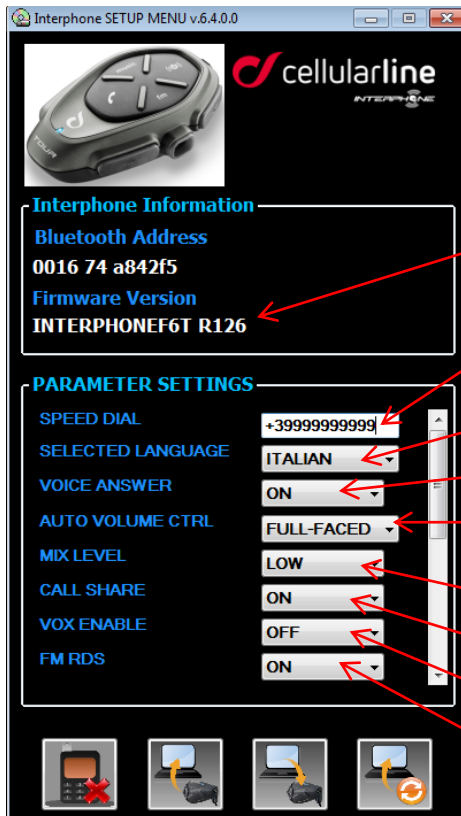 Interphone SETUP MENU v.6.4.0.0
cellularline
INTERPHONE
TOUR
fm
Interphone Information
Bluetooth Address
0016 74 a842f5
Firmware Version
INTERPHONEF6T R126
PARAMETER SETTINGS
SPEED DIAL +39999999999
SELECTED LANGUAGE ITALIAN
VOICE ANSWER ON
AUTO VOLUME CTRL FULL-FACED
MIX LEVEL LOW
CALL SHARE ON
VOX ENABLE OFF
FM RDS ON